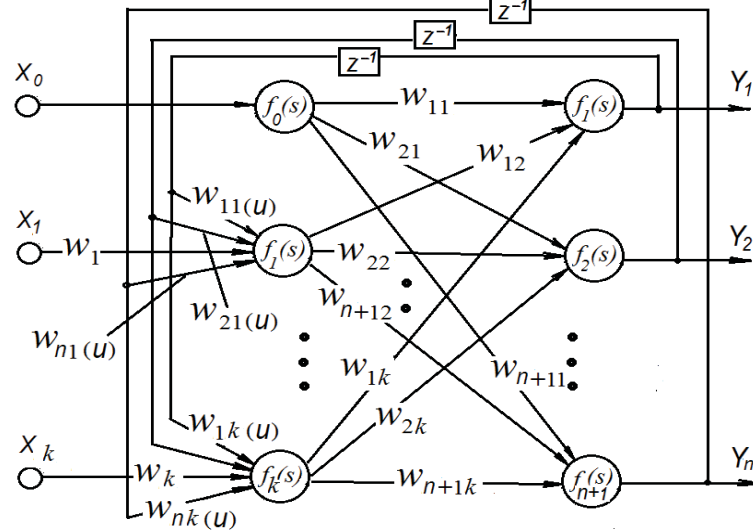 z⁻¹
z⁻¹
z⁻¹
X₀
f₀(s)
w₁₁
f₁(s)
Y₁
w₂₁
w₁₂
w₁₁(u)
X₁
w₁
f₁(s)
w₂₂
f₂(s)
Y₂
w₂₁(u)
wₙ₊₁₂
wₙ₁(u)
w₁ₖ
wₙ₊₁₁
w₁ₖ(u)
w₂ₖ
Xₖ
wₖ
fₖ(s)
wₙ₊₁ₖ
f(s)
n+1
Yₙ
wₙₖ(u)